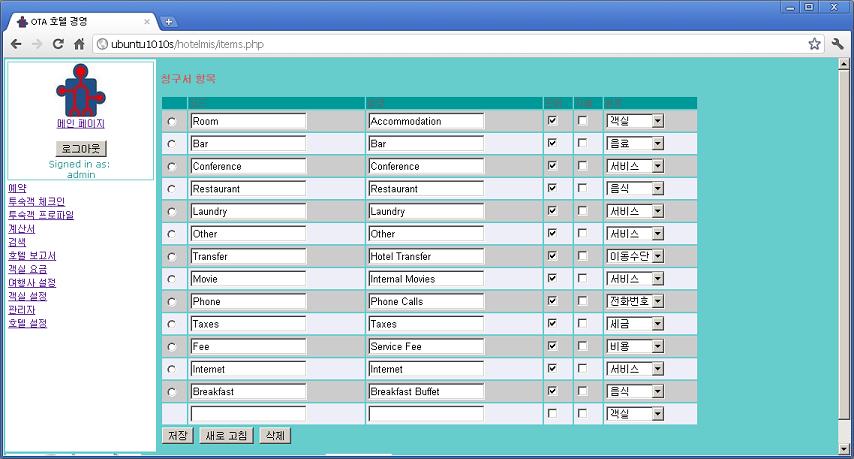 OTA 호텔 경영
ubuntu1010s/hotelmis/items.php
메인 페이지
로그아웃
Signed in as:
admin
예약
투숙객 체크인
투숙객 프로파일
계산서
검색
호텔 보고서
객실 요금
여행사 설정
객실 설정
관리자
호텔 설정
청구서 항목
Room Accommodation 객실
Bar Bar 음료
Conference Conference 서비스
Restaurant Restaurant 음식
Laundry Laundry 서비스
Other Other 서비스
Transfer Hotel Transfer 이동수단
Movie Internal Movies 서비스
Phone Phone Calls 전화번호
Taxes Taxes 세금
Fee Service Fee 비용
Internet Internet 서비스
Breakfast Breakfast Buffet 음식
객실
저장 새로 고침 삭제